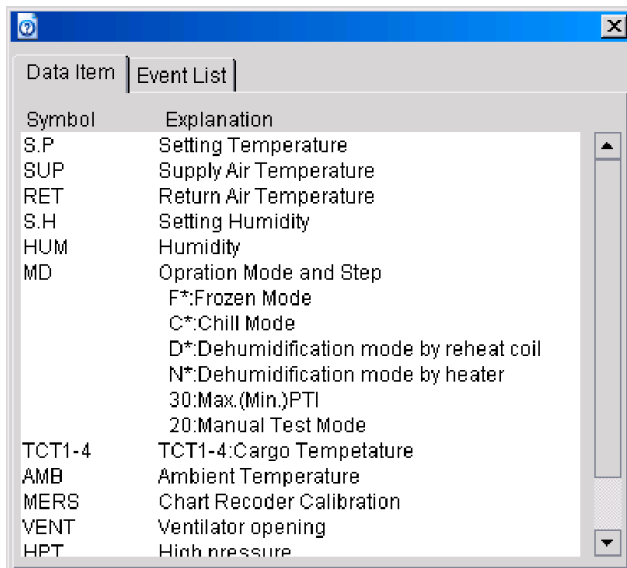 Data Item Event List
Symbol Explanation
S.P Setting Temperature
SUP Supply Air Temperature
RET Return Air Temperature
S.H Setting Humidity
HUM Humidity
MD Opration Mode and Step
F*:Frozen Mode
C*:Chill Mode
D*:Dehumidification mode by reheat coil
N*:Dehumidification mode by heater
30:Max.(Min.)PTI
20:Manual Test Mode
TCT1-4 TCT1-4:Cargo Tempetature
AMB Ambient Temperature
MERS Chart Recoder Calibration
VENT Ventilator opening
HPT High pressure